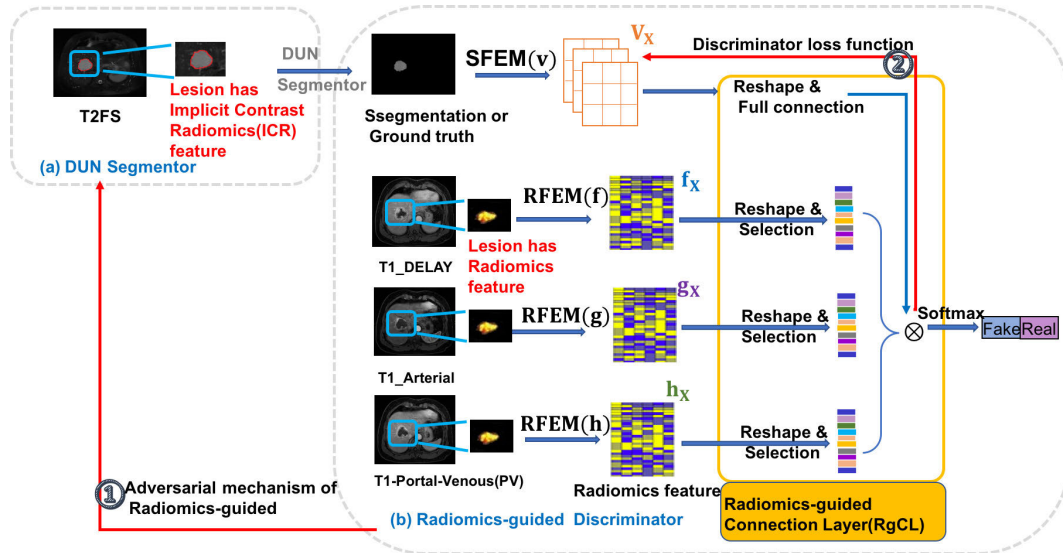 T2FS
Lesion has
Implicit Contrast
Radiomics(ICR)
feature
(a) DUN Segmentor
DUN
Segmentor
Ssegmentation or
Ground truth
SFEM(v)
V_X
Discriminator loss function
②
Reshape &
Full connection
T1_DELAY
Lesion has
Radiomics
feature
RFEM(f)
f_X
Reshape &
Selection
T1_Arterial
RFEM(g)
g_X
Reshape &
Selection
Softmax
Fake Real
T1-Portal-Venous(PV)
RFEM(h)
h_X
Reshape &
Selection
Radiomics feature
① Adversarial mechanism of
Radiomics-guided
(b) Radiomics-guided Discriminator
Radiomics-guided
Connection Layer(RgCL)